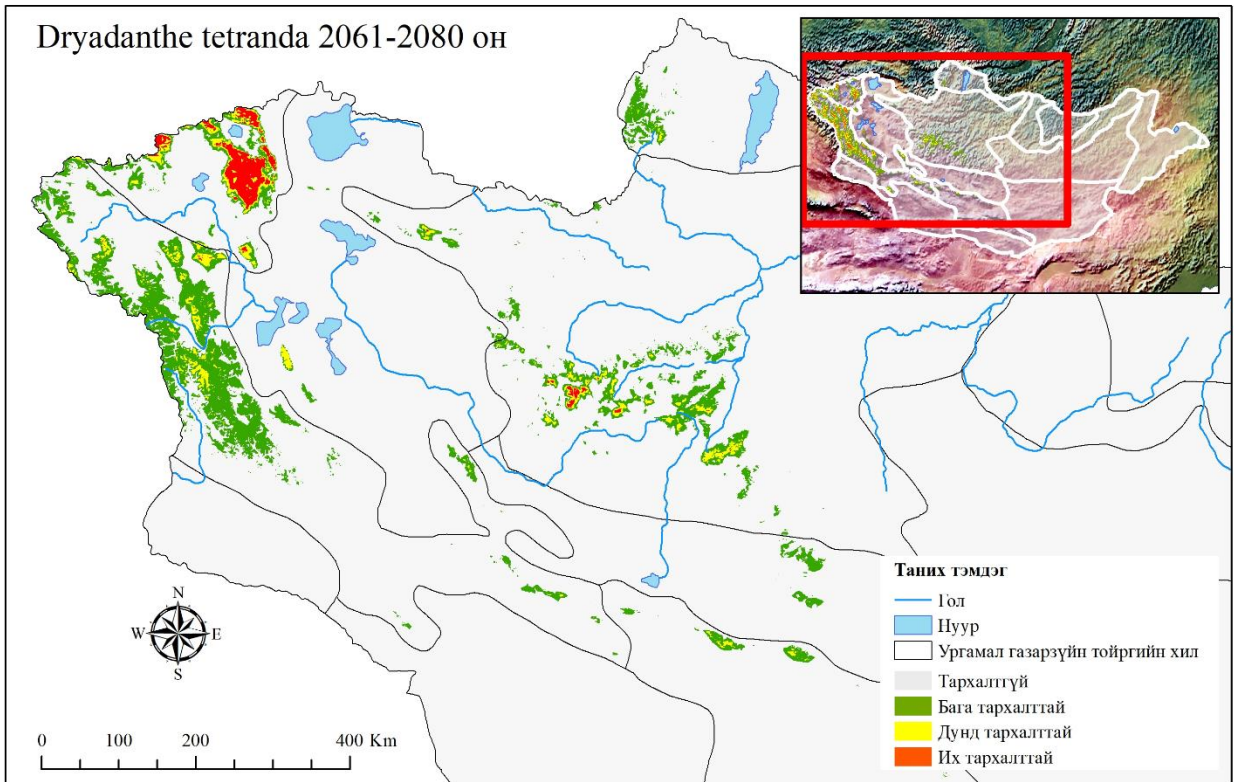 Dryadanthe tetranda 2061-2080 он
N
W
E
S
0 100 200 400 Km
Таних тэмдэг
Гол
Нуур
Ургамал газарзүйн тойргийн хил
Тархалтгүй
Бага тархалттай
Дунд тархалттай
Их тархалттай